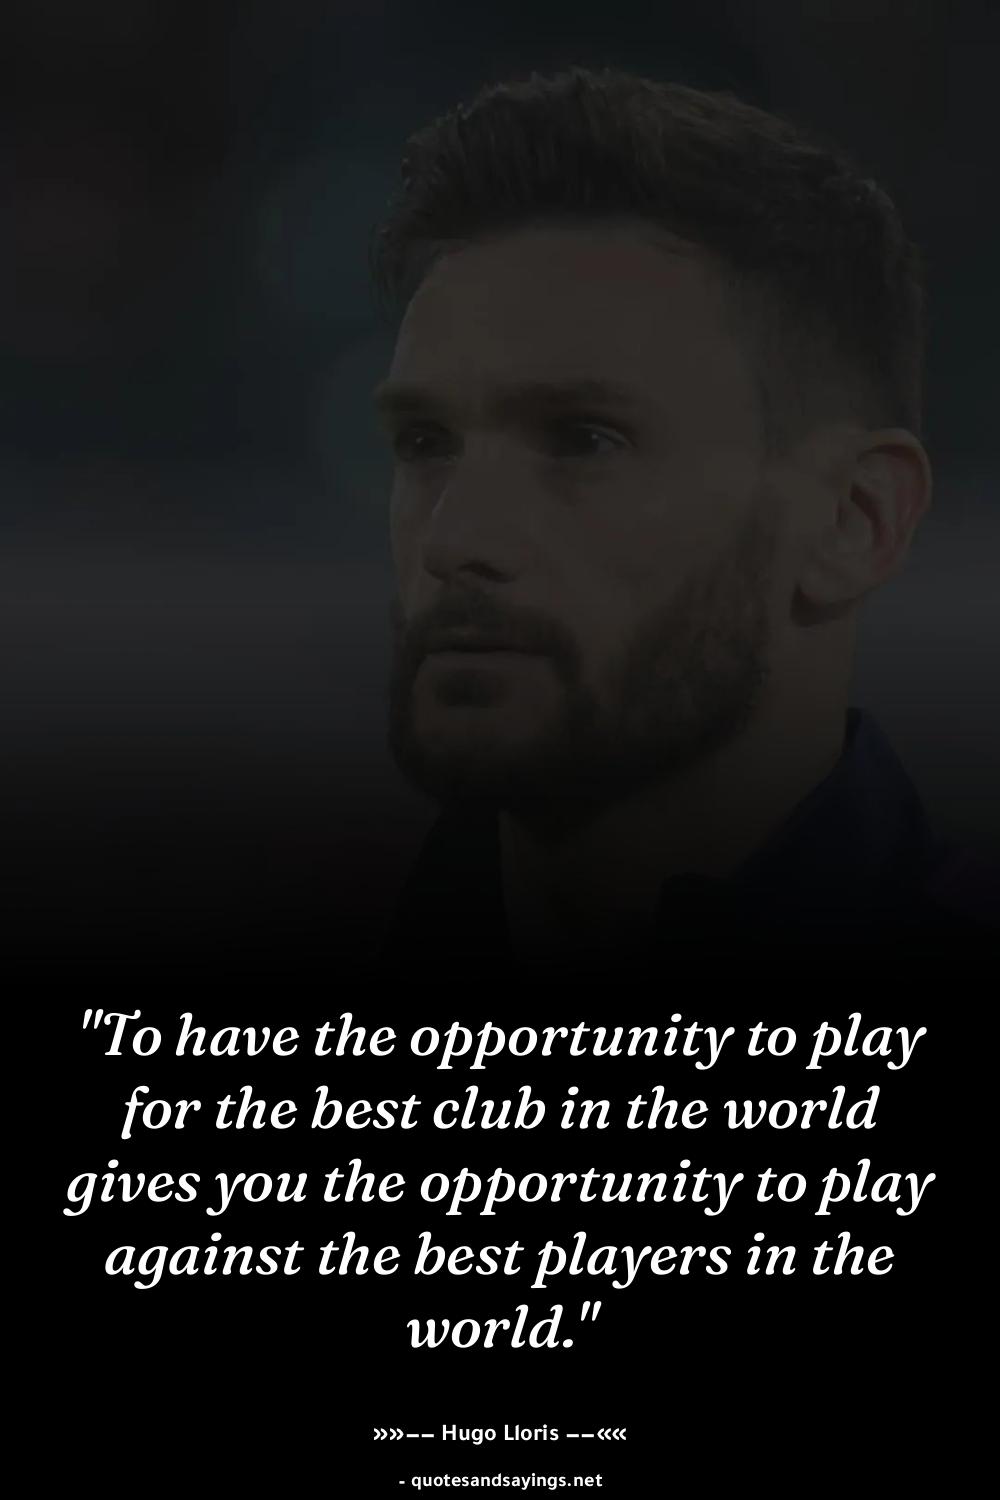 "To have the opportunity to play
for the best club in the world
gives you the opportunity to play
against the best players in the
world."
»»—— Hugo Lloris ——««
- quotesandsayings.net